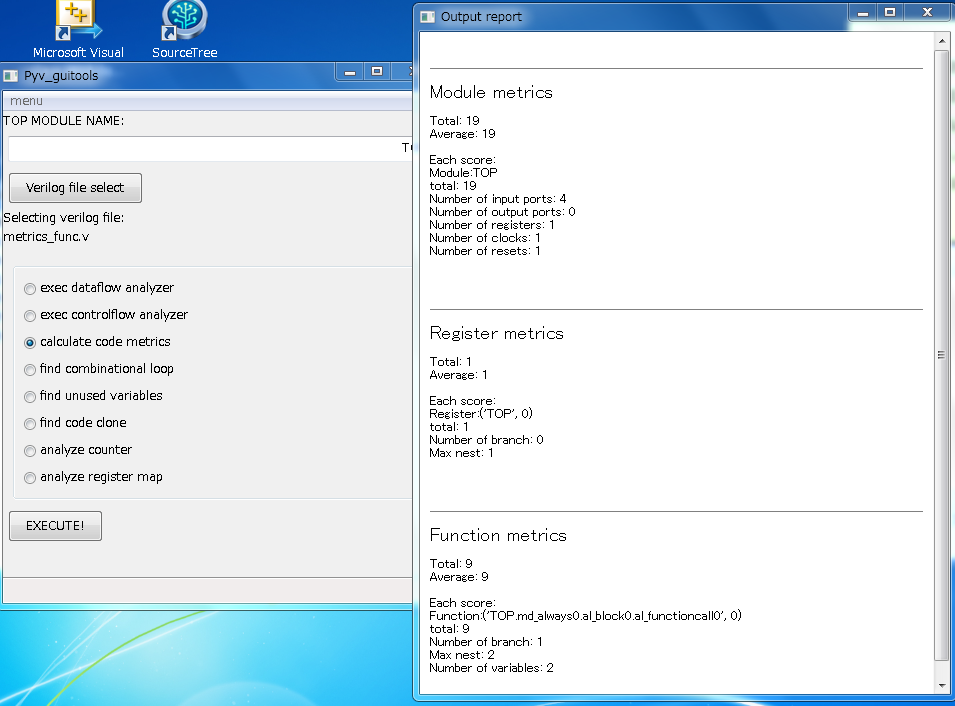 Microsoft Visual
SourceTree
Pyv_guitools
menu
TOP MODULE NAME:
Verilog file select
Selecting verilog file:
metrics_func.v
exec dataflow analyzer
exec controlflow analyzer
calculate code metrics
find combinational loop
find unused variables
find code clone
analyze counter
analyze register map
EXECUTE!
Output report
Module metrics
Total: 19
Average: 19
Each score:
Module:TOP
total: 19
Number of input ports: 4
Number of output ports: 0
Number of registers: 1
Number of clocks: 1
Number of resets: 1
Register metrics
Total: 1
Average: 1
Each score:
Register:('TOP', 0)
total: 1
Number of branch: 0
Max nest: 1
Function metrics
Total: 9
Average: 9
Each score:
Function:('TOP.md_always0.al_block0.al_functioncall0', 0)
total: 9
Number of branch: 1
Max nest: 2
Number of variables: 2